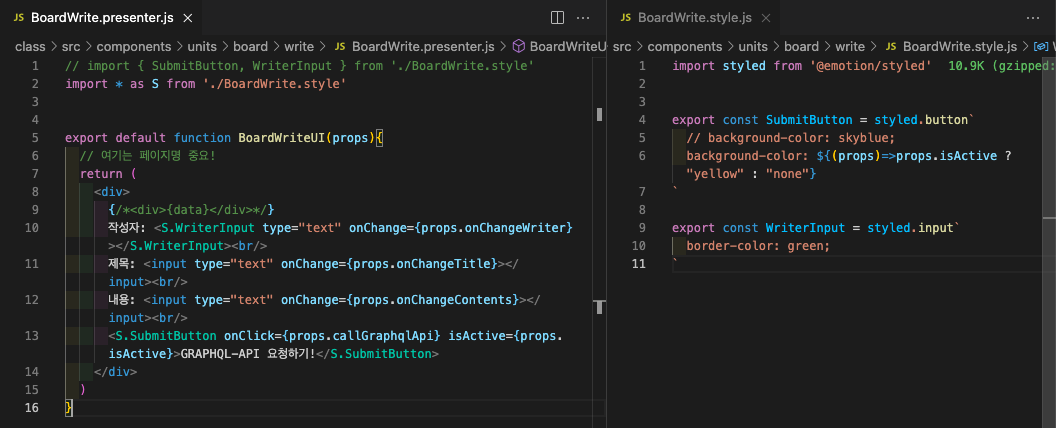 JS BoardWrite.presenter.js ×
class > src > components > units > board > write > JS BoardWrite.presenter.js > BoardWriteU
1 // import { SubmitButton, WriterInput } from './BoardWrite.style'
2 import * as S from './BoardWrite.style'
3
4
5 export default function BoardWriteUI(props){
6 // 여기는 페이지명 중요!
7 return (
8 <div>
9 {/*<div>{data}</div>*/}
10 작성자: <S.WriterInput type="text" onChange={props.onChangeWriter}
></S.WriterInput><br/>
11 제목: <input type="text" onChange={props.onChangeTitle}></
input><br/>
12 내용: <input type="text" onChange={props.onChangeContents}></
input><br/>
13 <S.SubmitButton onClick={props.callGraphqlApi} isActive={props.
isActive}>GRAPHQL-API 요청하기!</S.SubmitButton>
14 </div>
15 )
16 }
JS BoardWrite.style.js ×
src > components > units > board > write > JS BoardWrite.style.js >
1 import styled from '@emotion/styled' 10.9K (gzipped:
2
3
4 export const SubmitButton = styled.button`
5 // background-color: skyblue;
6 background-color: ${(props)=>props.isActive ?
"yellow" : "none"}
7 `
8
9 export const WriterInput = styled.input`
10 border-color: green;
11 `